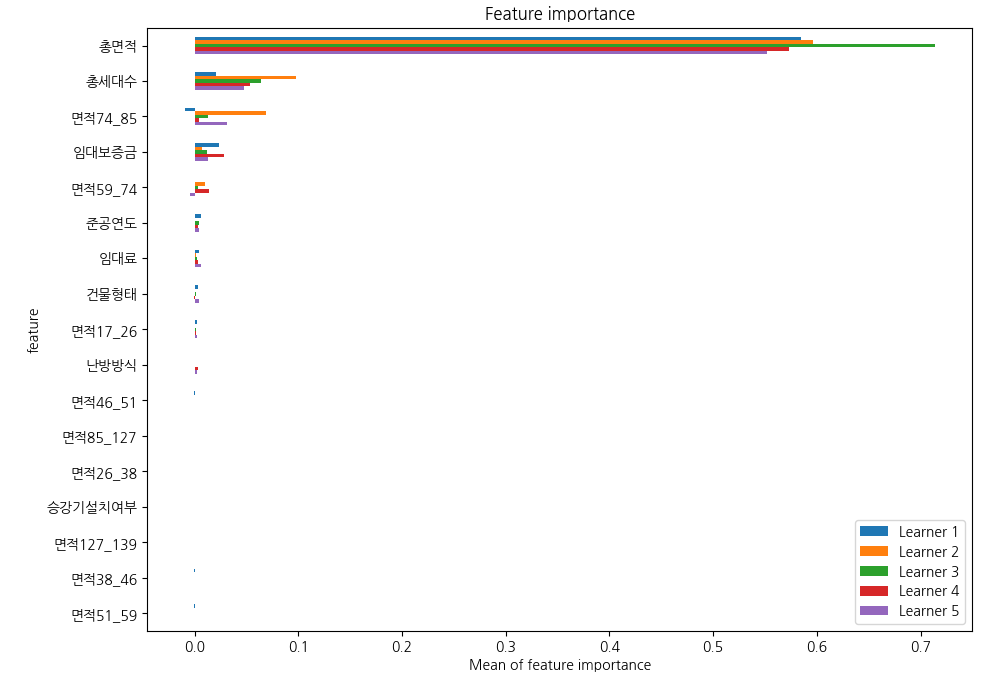 Feature importance
총면적
총세대수
면적74_85
임대보증금
면적59_74
준공연도
임대료
건물형태
면적17_26
난방방식
면적46_51
면적85_127
면적26_38
승강기설치여부
면적127_139
면적38_46
면적51_59
feature
Learner 1
Learner 2
Learner 3
Learner 4
Learner 5
0.0 0.1 0.2 0.3 0.4 0.5 0.6 0.7
Mean of feature importance